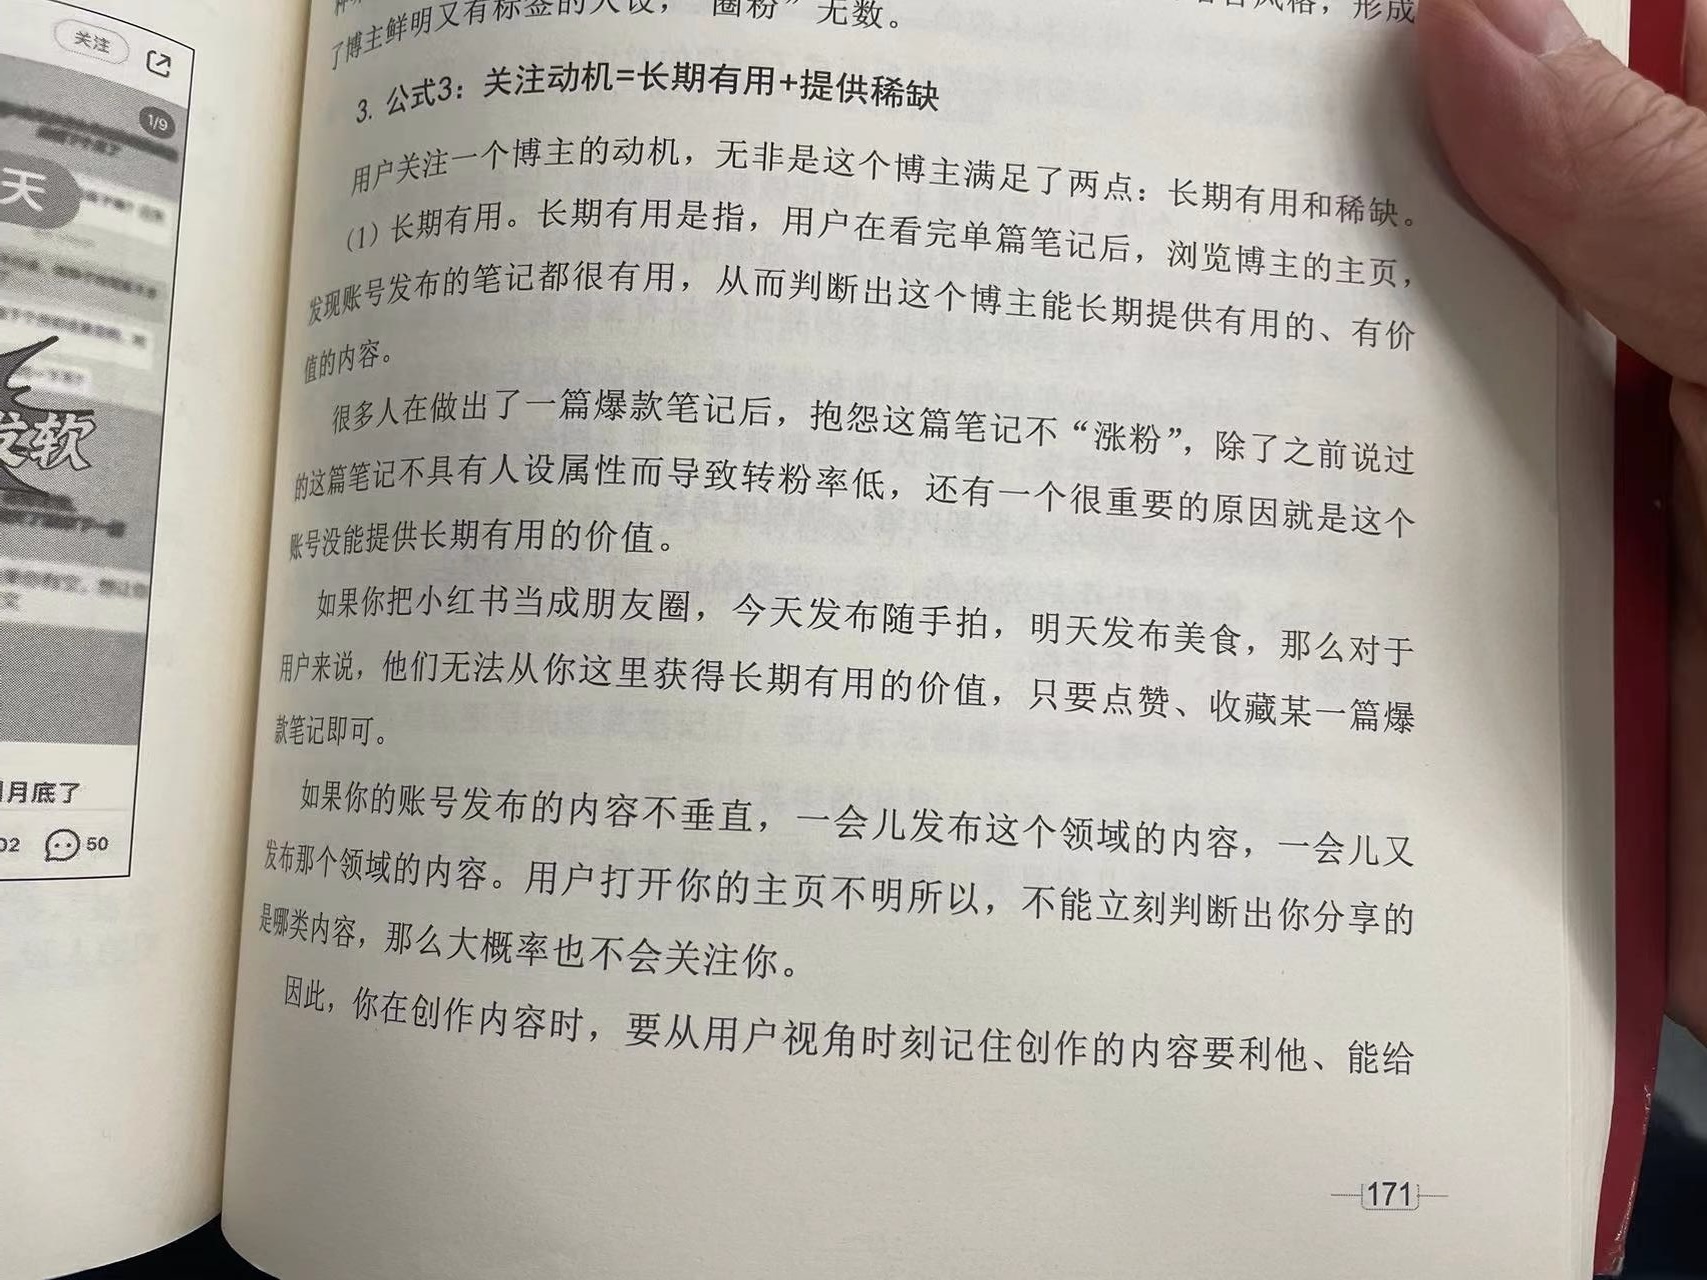 关注
1/9
天
发软
月底了
02 50
了博主鲜明又有标签的人设，“圈粉”无数。
3. 公式3：关注动机=长期有用+提供稀缺
用户关注一个博主的动机，无非是这个博主满足了两点：长期有用和稀缺。
（1）长期有用。长期有用是指，用户在看完单篇笔记后，浏览博主的主页，
发现账号发布的笔记都很有用，从而判断出这个博主能长期提供有用的、有价
值的内容。
很多人在做出了一篇爆款笔记后，抱怨这篇笔记不“涨粉”，除了之前说过
的这篇笔记不具有人设属性而导致转粉率低，还有一个很重要的原因就是这个
账号没能提供长期有用的价值。
如果你把小红书当成朋友圈，今天发布随手拍，明天发布美食，那么对于
用户来说，他们无法从你这里获得长期有用的价值，只要点赞、收藏某一篇爆
款笔记即可。
如果你的账号发布的内容不垂直，一会儿发布这个领域的内容，一会儿又
发布那个领域的内容。用户打开你的主页不明所以，不能立刻判断出你分享的
是哪类内容，那么大概率也不会关注你。
因此，你在创作内容时，要从用户视角时刻记住创作的内容要利他、能给
171